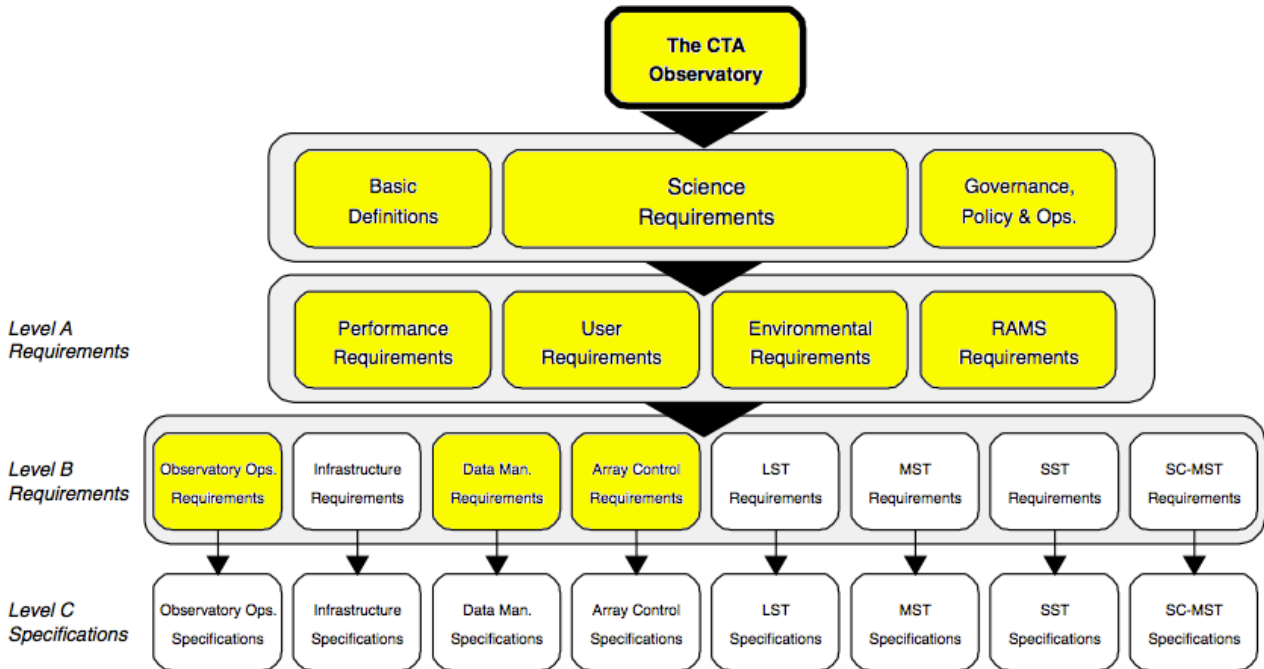 The CTA
Observatory
Basic
Definitions
Science
Requirements
Governance,
Policy & Ops.
Level A
Requirements
Performance
Requirements
User
Requirements
Environmental
Requirements
RAMS
Requirements
Level B
Requirements
Observatory Ops.
Requirements
Infrastructure
Requirements
Data Man.
Requirements
Array Control
Requirements
LST
Requirements
MST
Requirements
SST
Requirements
SC-MST
Requirements
Level C
Specifications
Observatory Ops.
Specifications
Infrastructure
Specifications
Data Man.
Specifications
Array Control
Specifications
LST
Specifications
MST
Specifications
SST
Specifications
SC-MST
Specifications